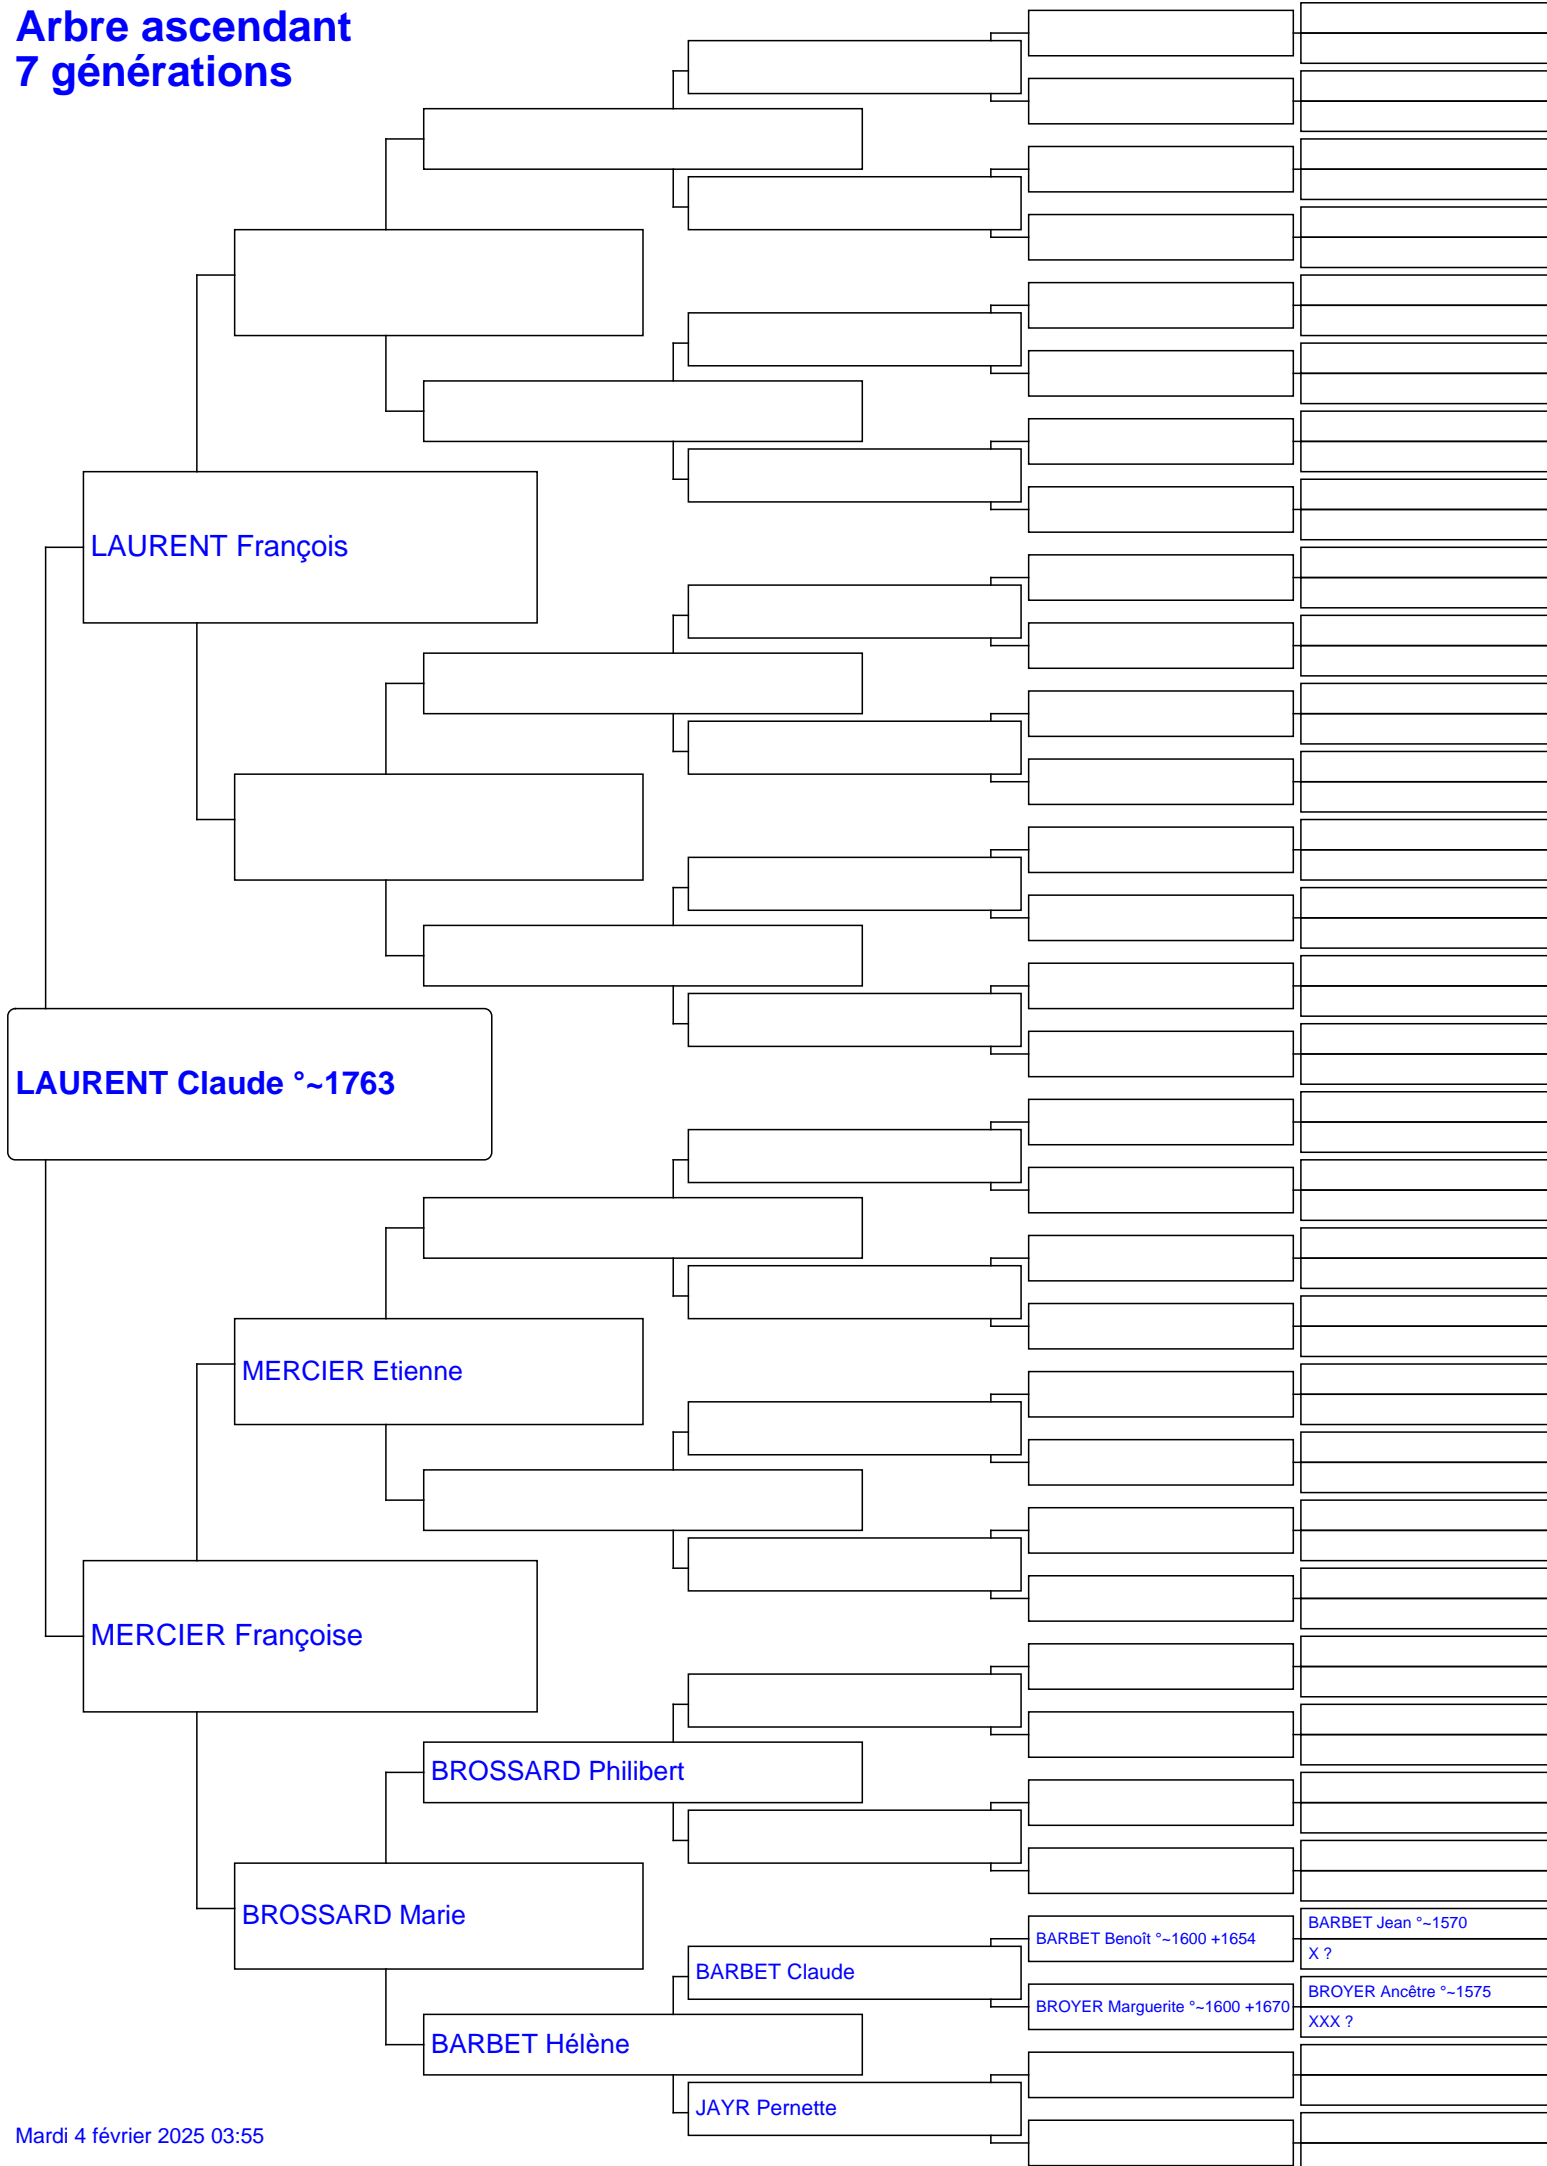 Arbre ascendant
7 générations
LAURENT François
LAURENT Claude °~1763
MERCIER Etienne
MERCIER Françoise
BROSSARD Philibert
BROSSARD Marie
BARBET Jean °~1570
BARBET Benoît °~1600 +1654
X ?
BARBET Claude
BROYER Ancêtre °~1575
BROYER Marguerite °~1600 +1670
XXX ?
BARBET Hélène
JAYR Pernette
Mardi 4 février 2025 03:55